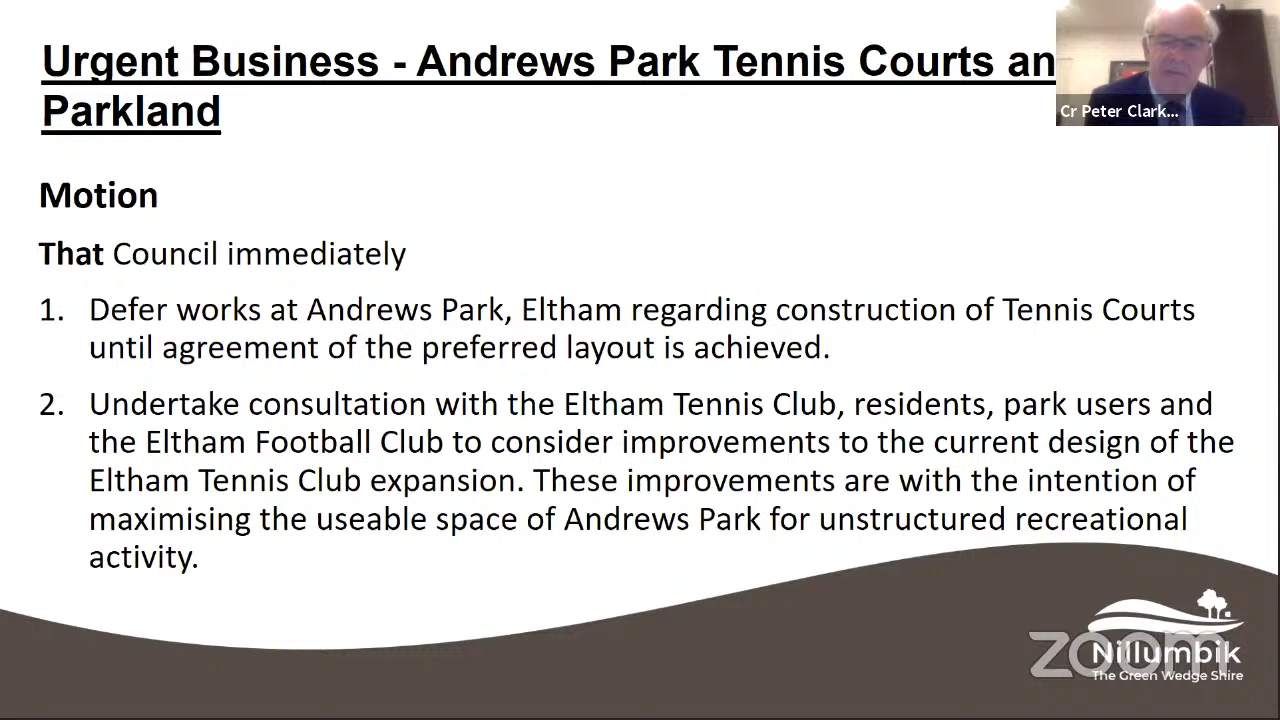 Urgent Business - Andrews Park Tennis Courts an
Parkland
Cr Peter Clark...
Motion
That Council immediately
1. Defer works at Andrews Park, Eltham regarding construction of Tennis Courts
until agreement of the preferred layout is achieved.
2. Undertake consultation with the Eltham Tennis Club, residents, park users and
the Eltham Football Club to consider improvements to the current design of the
Eltham Tennis Club expansion. These improvements are with the intention of
maximising the useable space of Andrews Park for unstructured recreational
activity.
zoom
Nillumbik
The Green Wedge Shire